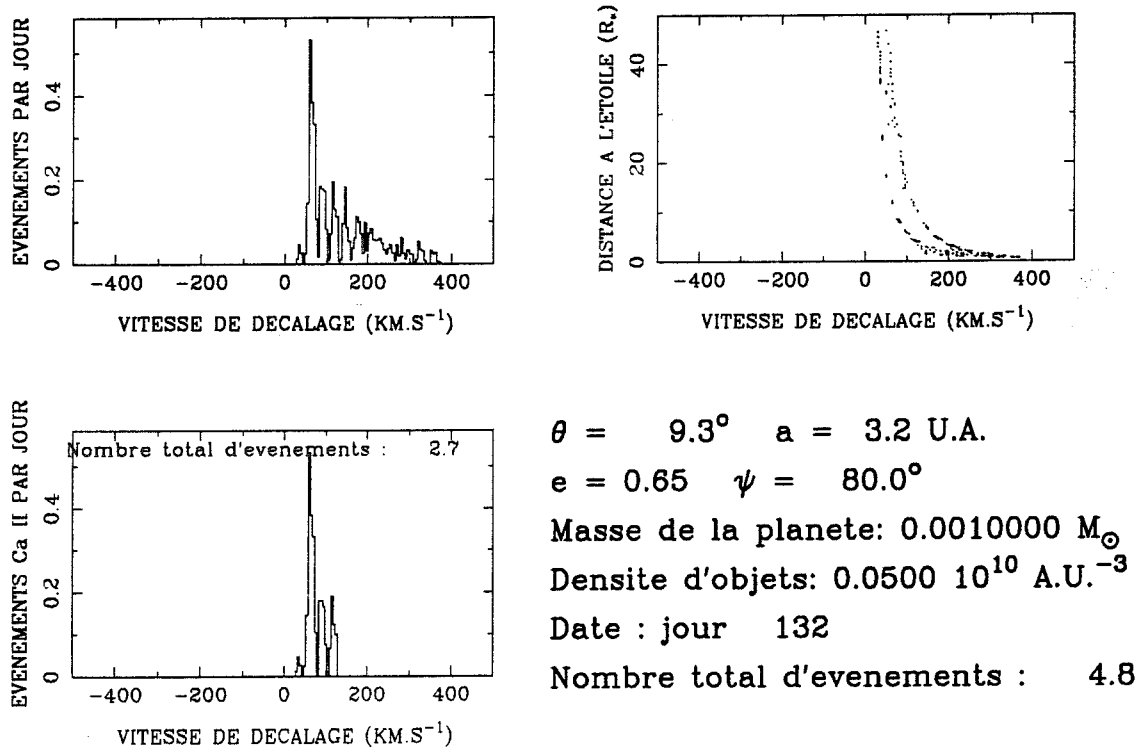 EVENEMENTS PAR JOUR
0.4
0.2
0
−400 −200 0 200 400
VITESSE DE DECALAGE (KM.S⁻¹)
DISTANCE A L'ETOILE (R*)
40
20
0
−400 −200 0 200 400
VITESSE DE DECALAGE (KM.S⁻¹)
EVENEMENTS Ca II PAR JOUR
Nombre total d'evenements : 2.7
0.4
0.2
0
−400 −200 0 200 400
VITESSE DE DECALAGE (KM.S⁻¹)
θ = 9.3° a = 3.2 U.A.
e = 0.65 ψ = 80.0°
Masse de la planete: 0.0010000 M⊙
Densite d'objets: 0.0500 10¹⁰ A.U.⁻³
Date : jour 132
Nombre total d'evenements : 4.8